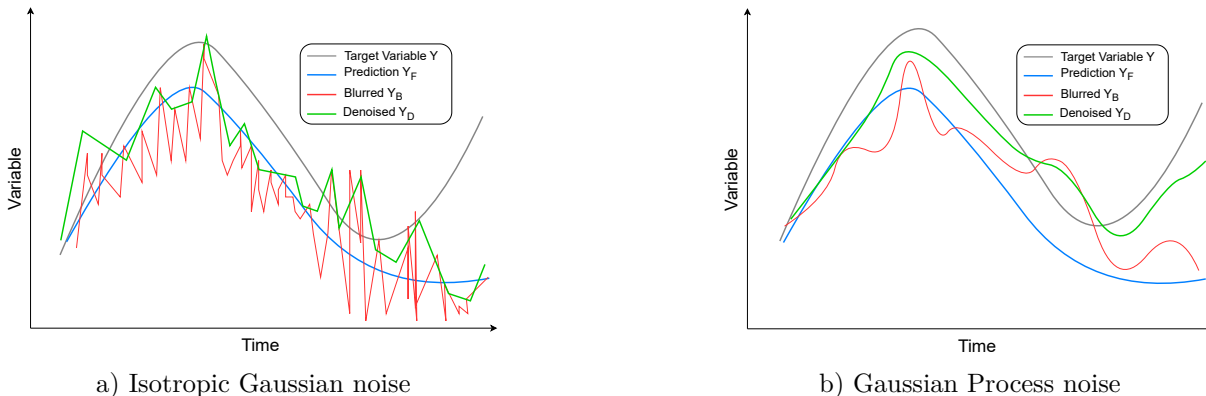 Variable
Target Variable Y
Prediction Y_F
Blurred Y_B
Denoised Y_D
Time
a) Isotropic Gaussian noise
Variable
Target Variable Y
Prediction Y_F
Blurred Y_B
Denoised Y_D
Time
b) Gaussian Process noise